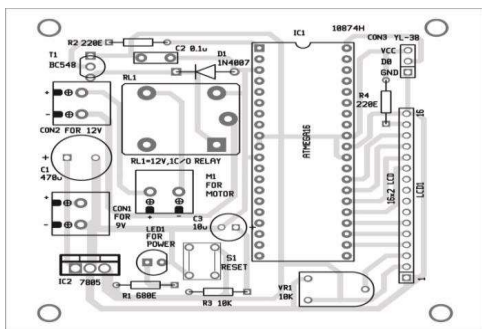 10874H
IC1
CON3 YL-38
R2 220E
T1
BC548
C2 0.1u
D1
1N4007
VCC
D0
GND
RL1
R4
220E
+
-
CON2 FOR 12V
ATMEGA16
16
RL1=12V,1C/O RELAY
+
C1
470u
16x2 LCD
LCD1
M1
FOR
MOTOR
+
-
CON1
FOR
9V
+
-
C3
10u
+
LED1
FOR
POWER
S1
RESET
IC2 7805
R1 680E
R3 10K
VR1
10K
1